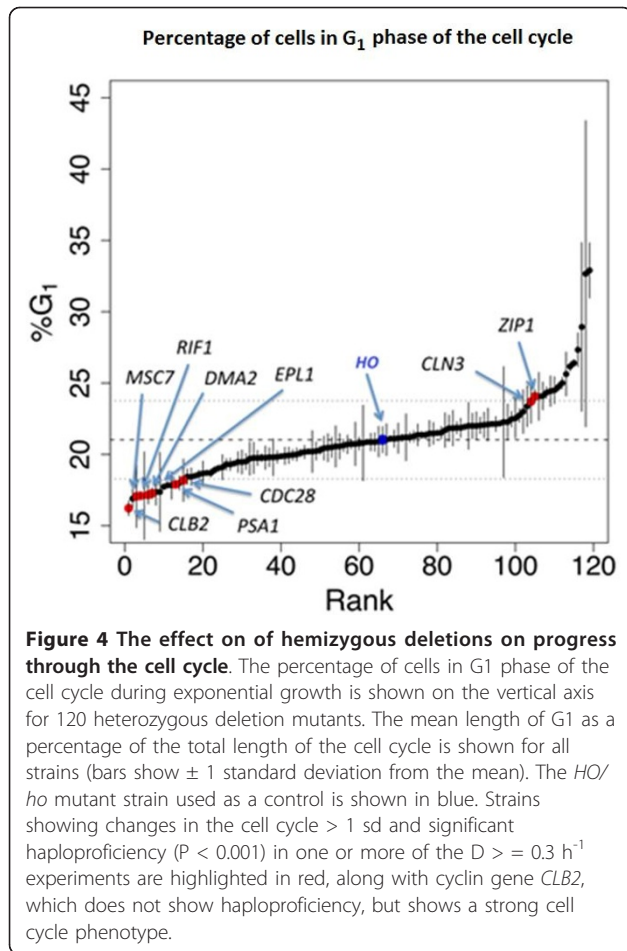 Percentage of cells in G1 phase of the cell cycle
%G1
45
40
35
30
25
20
15
MSC7
RIF1
DMA2
EPL1
HO
CLN3
ZIP1
CLB2
PSA1
CDC28
0
20
40
60
80
100
120
Rank
Figure 4 The effect on of hemizygous deletions on progress
through the cell cycle. The percentage of cells in G1 phase of the
cell cycle during exponential growth is shown on the vertical axis
for 120 heterozygous deletion mutants. The mean length of G1 as a
percentage of the total length of the cell cycle is shown for all
strains (bars show ± 1 standard deviation from the mean). The HO/
ho mutant strain used as a control is shown in blue. Strains
showing changes in the cell cycle > 1 sd and significant
haploproficiency (P < 0.001) in one or more of the D > = 0.3 h-1
experiments are highlighted in red, along with cyclin gene CLB2,
which does not show haploproficiency, but shows a strong cell
cycle phenotype.